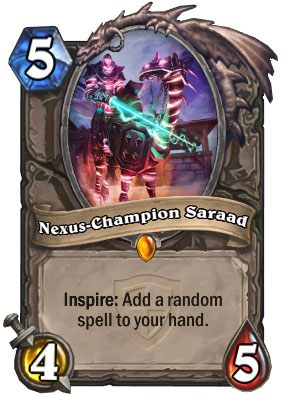 5
Nexus-Champion Saraad
Inspire: Add a random
spell to your hand.
4
5